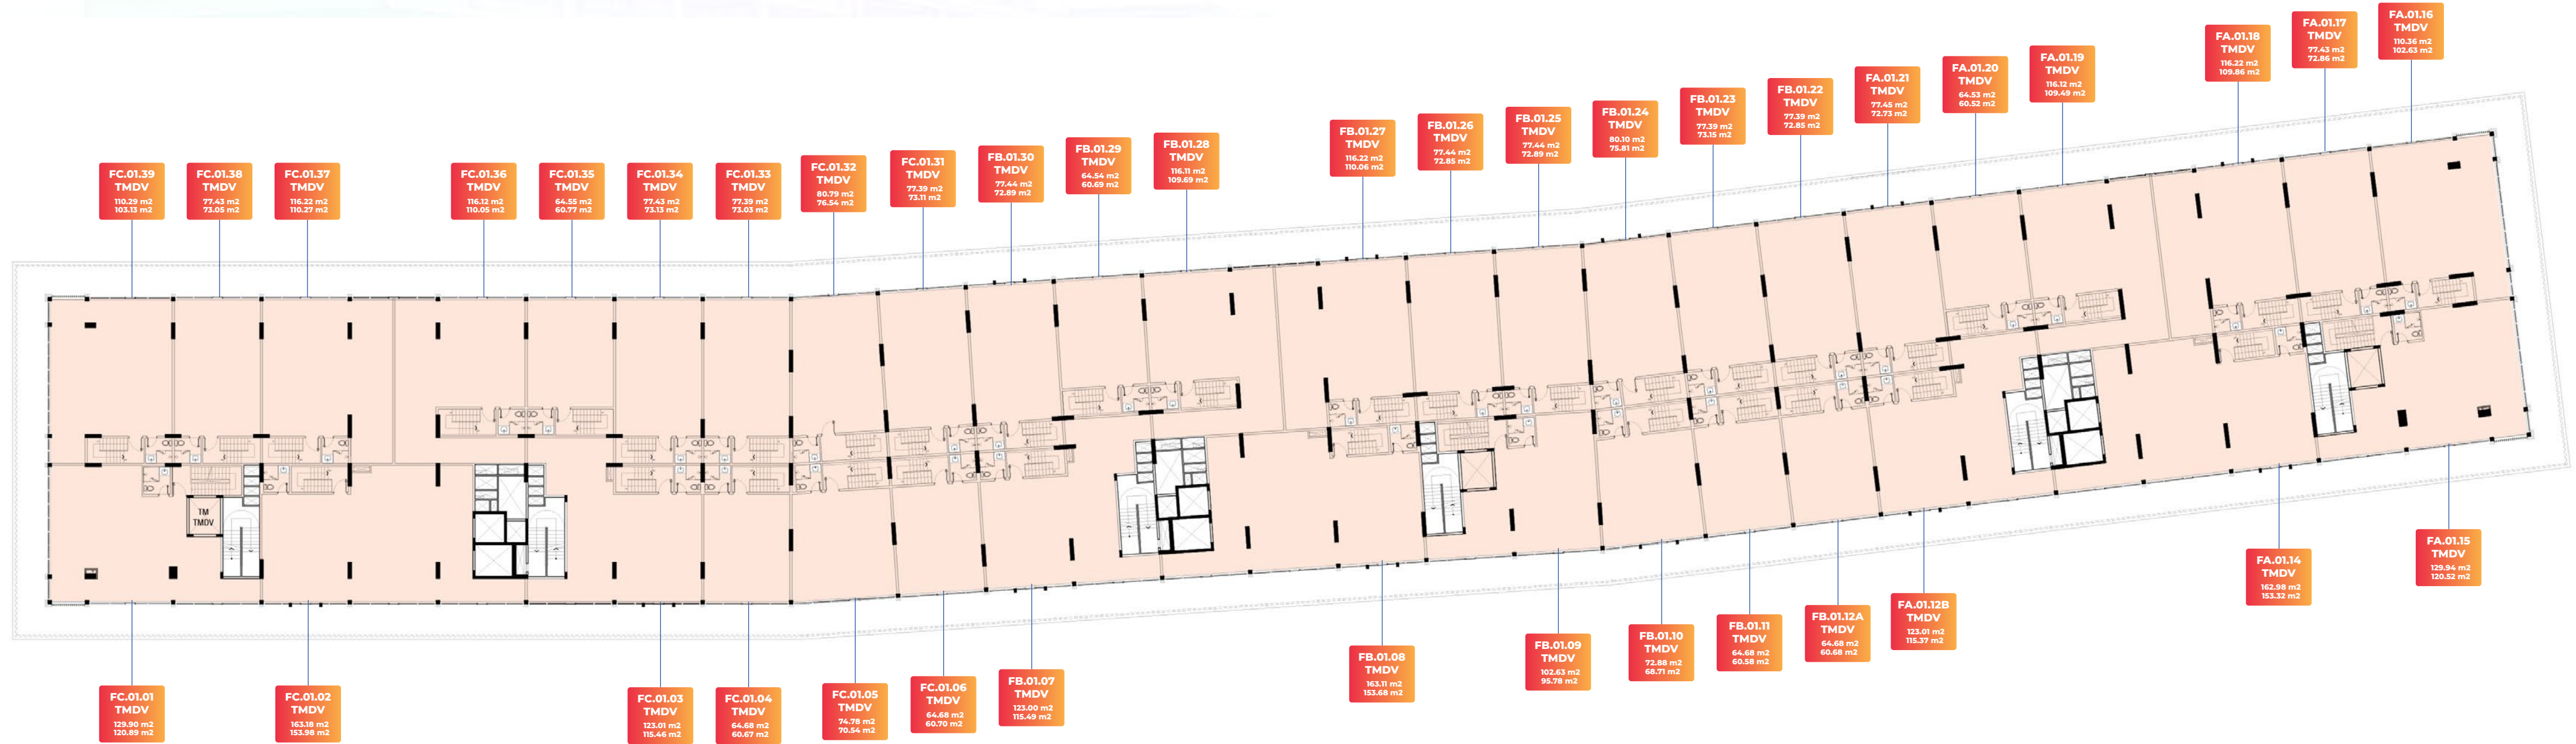 FC.01.39
TMDV
110.29 m2
103.13 m2
FC.01.38
TMDV
77.43 m2
73.05 m2
FC.01.37
TMDV
116.22 m2
110.27 m2
FC.01.36
TMDV
116.12 m2
110.05 m2
FC.01.35
TMDV
64.55 m2
60.77 m2
FC.01.34
TMDV
77.43 m2
73.13 m2
FC.01.33
TMDV
77.39 m2
73.03 m2
FC.01.32
TMDV
80.79 m2
76.54 m2
FC.01.31
TMDV
77.39 m2
73.11 m2
FB.01.30
TMDV
77.44 m2
72.89 m2
FB.01.29
TMDV
64.54 m2
60.69 m2
FB.01.28
TMDV
116.11 m2
109.69 m2
FB.01.27
TMDV
116.22 m2
110.06 m2
FB.01.26
TMDV
77.44 m2
72.85 m2
FB.01.25
TMDV
77.44 m2
72.89 m2
FB.01.24
TMDV
80.10 m2
75.81 m2
FB.01.23
TMDV
77.39 m2
73.15 m2
FB.01.22
TMDV
77.39 m2
72.85 m2
FA.01.21
TMDV
77.45 m2
72.73 m2
FA.01.20
TMDV
64.53 m2
60.52 m2
FA.01.19
TMDV
116.12 m2
109.49 m2
FA.01.18
TMDV
116.22 m2
109.86 m2
FA.01.17
TMDV
77.43 m2
72.86 m2
FA.01.16
TMDV
110.36 m2
102.63 m2
TM
TMDV
FC.01.01
TMDV
129.90 m2
120.89 m2
FC.01.02
TMDV
163.18 m2
153.98 m2
FC.01.03
TMDV
123.01 m2
115.46 m2
FC.01.04
TMDV
64.68 m2
60.67 m2
FC.01.05
TMDV
74.78 m2
70.54 m2
FC.01.06
TMDV
64.68 m2
60.70 m2
FB.01.07
TMDV
123.00 m2
115.49 m2
FB.01.08
TMDV
163.11 m2
153.68 m2
FB.01.09
TMDV
102.63 m2
95.78 m2
FB.01.10
TMDV
72.88 m2
68.71 m2
FB.01.11
TMDV
64.68 m2
60.58 m2
FB.01.12A
TMDV
64.68 m2
60.68 m2
FA.01.12B
TMDV
123.01 m2
115.37 m2
FA.01.14
TMDV
162.98 m2
153.32 m2
FA.01.15
TMDV
129.94 m2
120.52 m2